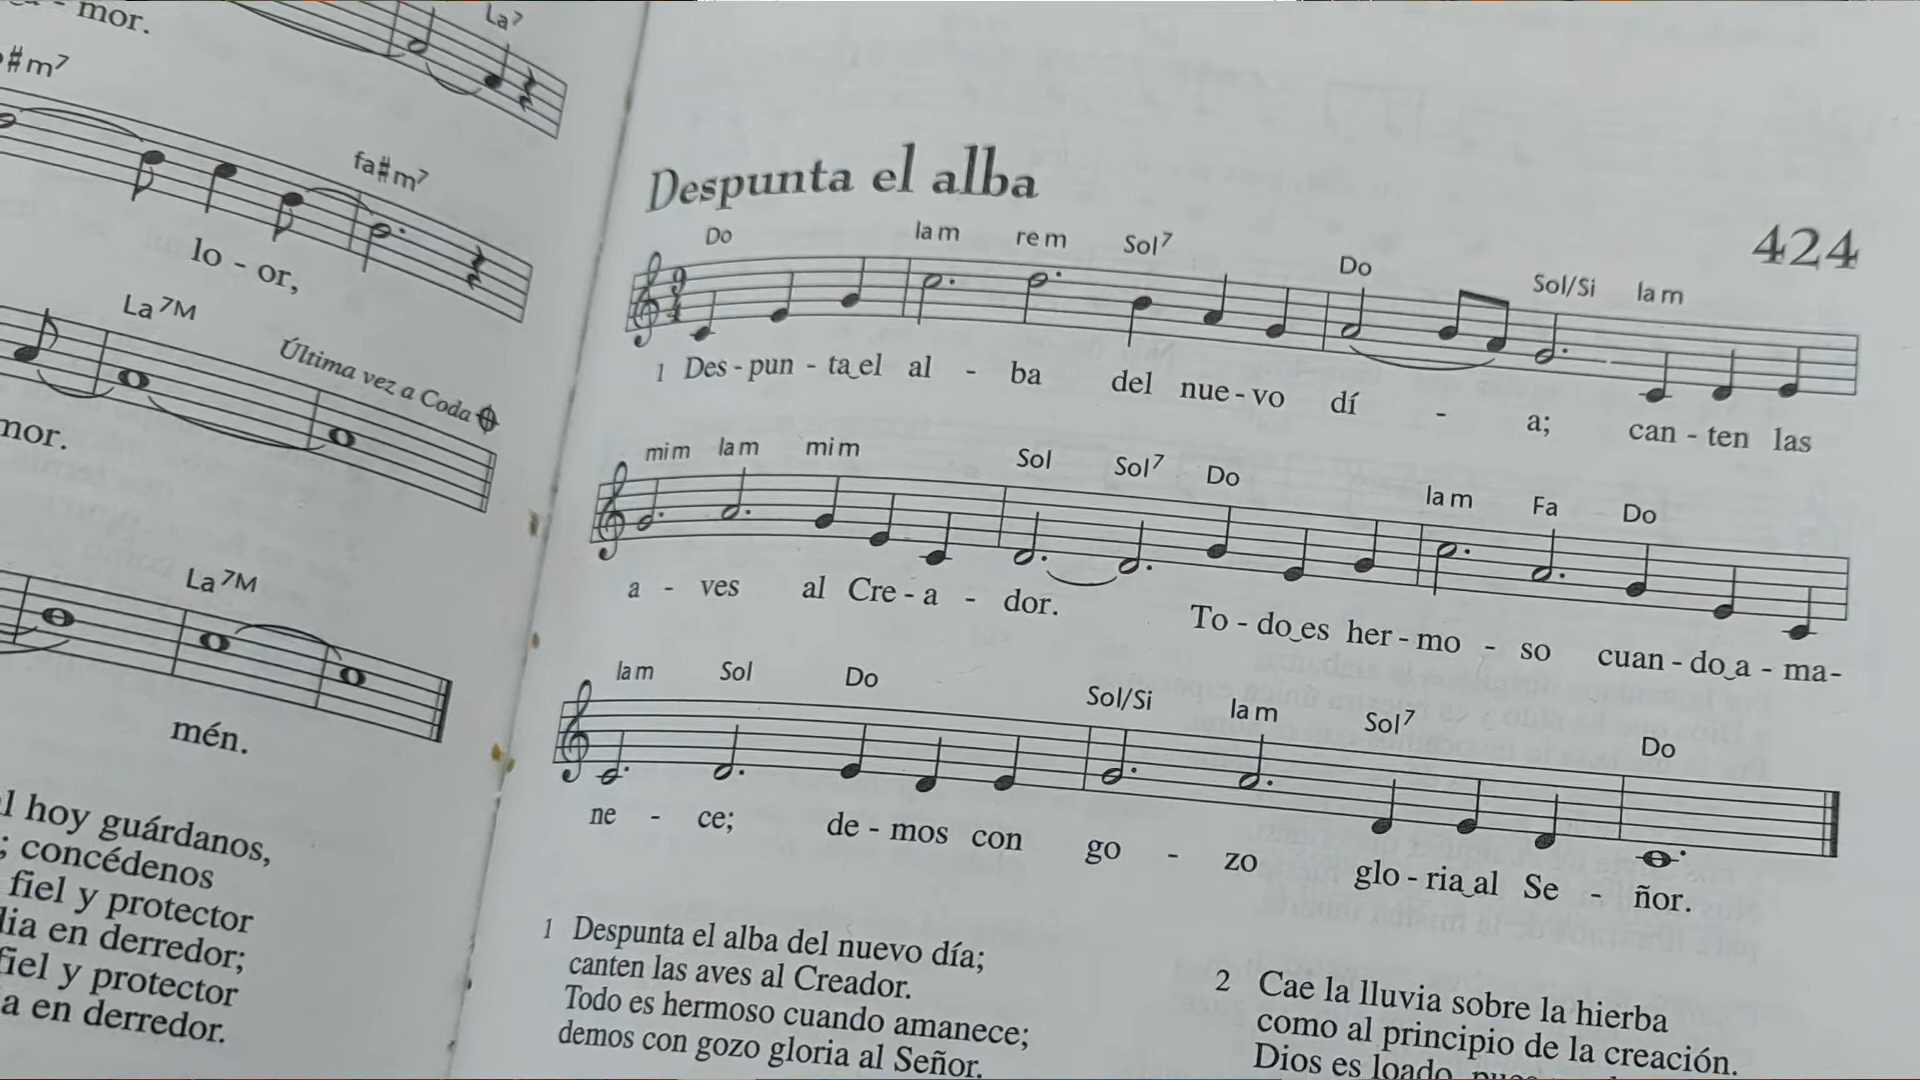 mor.
La7
#m7
fa#m7
lo - or,
La7M
Última vez a Coda
mor.
La7M
mén.
l hoy guárdanos,
; concédenos
fiel y protector
lia en derredor;
fiel y protector
a en derredor.
Despunta el alba
424
Do lam rem Sol7 Do Sol/Si lam
1 Des - pun - ta‿el al - ba del nue - vo dí - a; can - ten las
mim lam mim Sol Sol7 Do lam Fa Do
a - ves al Cre - a - dor. To - do‿es her - mo - so cuan - do‿a - ma-
lam Sol Do Sol/Si lam Sol7 Do
ne - ce; de - mos con go - zo glo - ria‿al Se - ñor.
1 Despunta el alba del nuevo día;
canten las aves al Creador.
Todo es hermoso cuando amanece;
demos con gozo gloria al Señor.
2 Cae la lluvia sobre la hierba
como al principio de la creación.
Dios es loado,